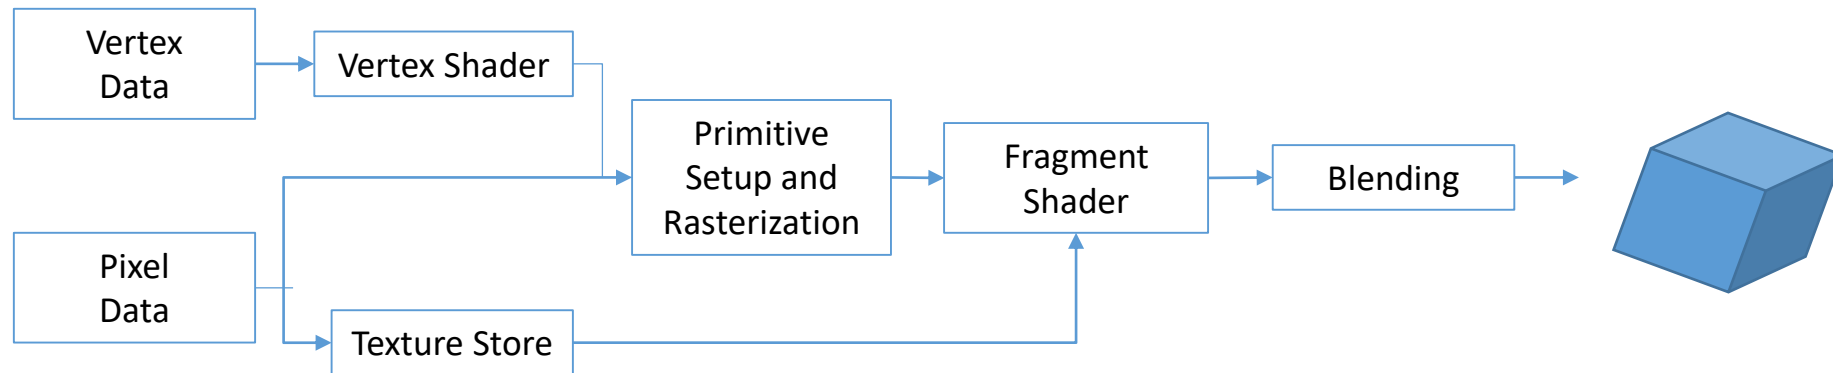 Vertex
Data
Vertex Shader
Primitive
Setup and
Rasterization
Fragment
Shader
Blending
Pixel
Data
Texture Store